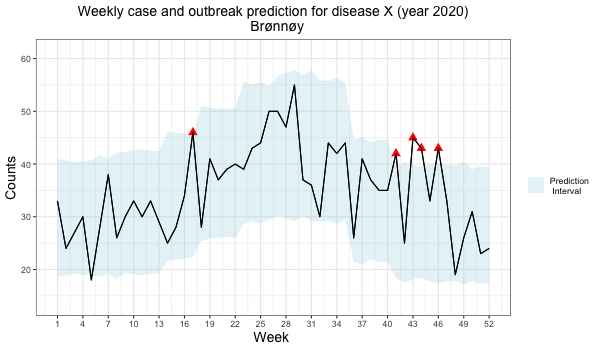 Weekly case and outbreak prediction for disease X (year 2020)
Brønnøy
60
50
40
30
20
Counts
1 4 7 10 13 16 19 22 25 28 31 34 37 40 43 46 49 52
Week
Prediction
Interval